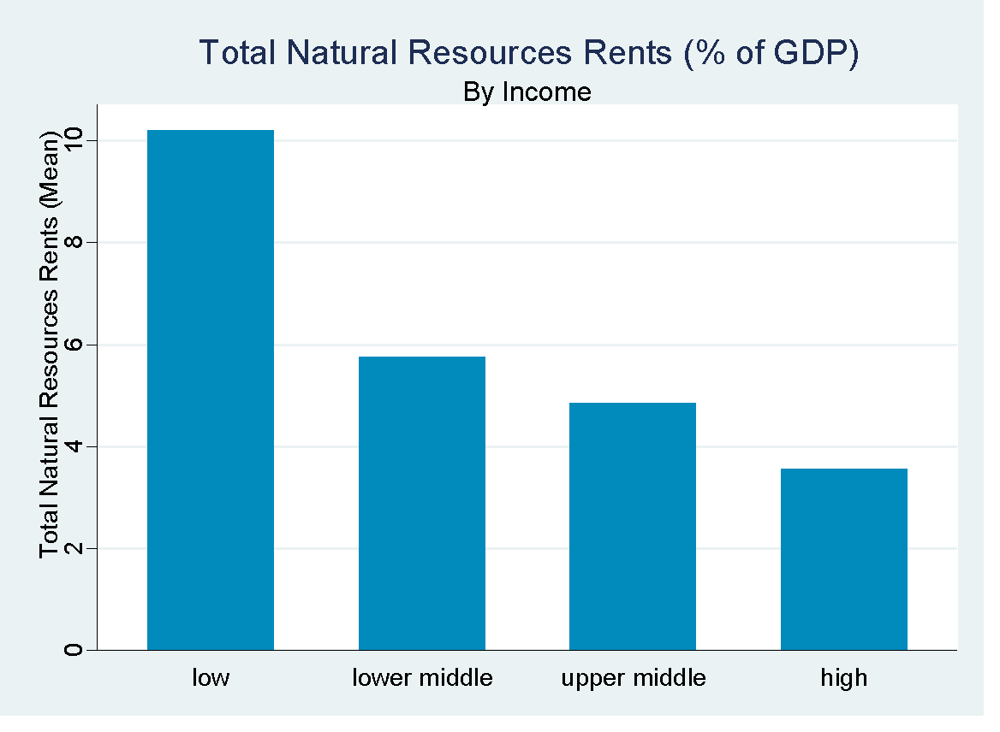 Total Natural Resources Rents (% of GDP)
By Income
Total Natural Resources Rents (Mean)
10
8
6
4
2
0
low
lower middle
upper middle
high